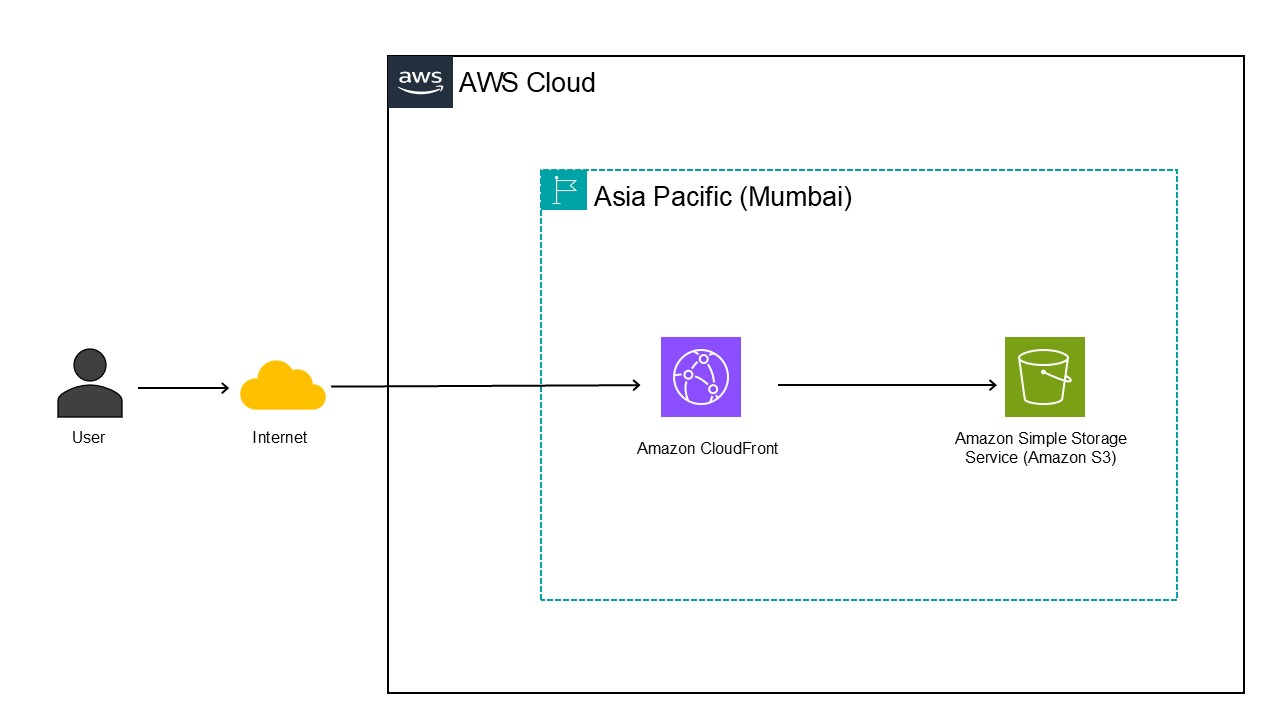 aws
AWS Cloud
Asia Pacific (Mumbai)
User
Internet
Amazon CloudFront
Amazon Simple Storage
Service (Amazon S3)